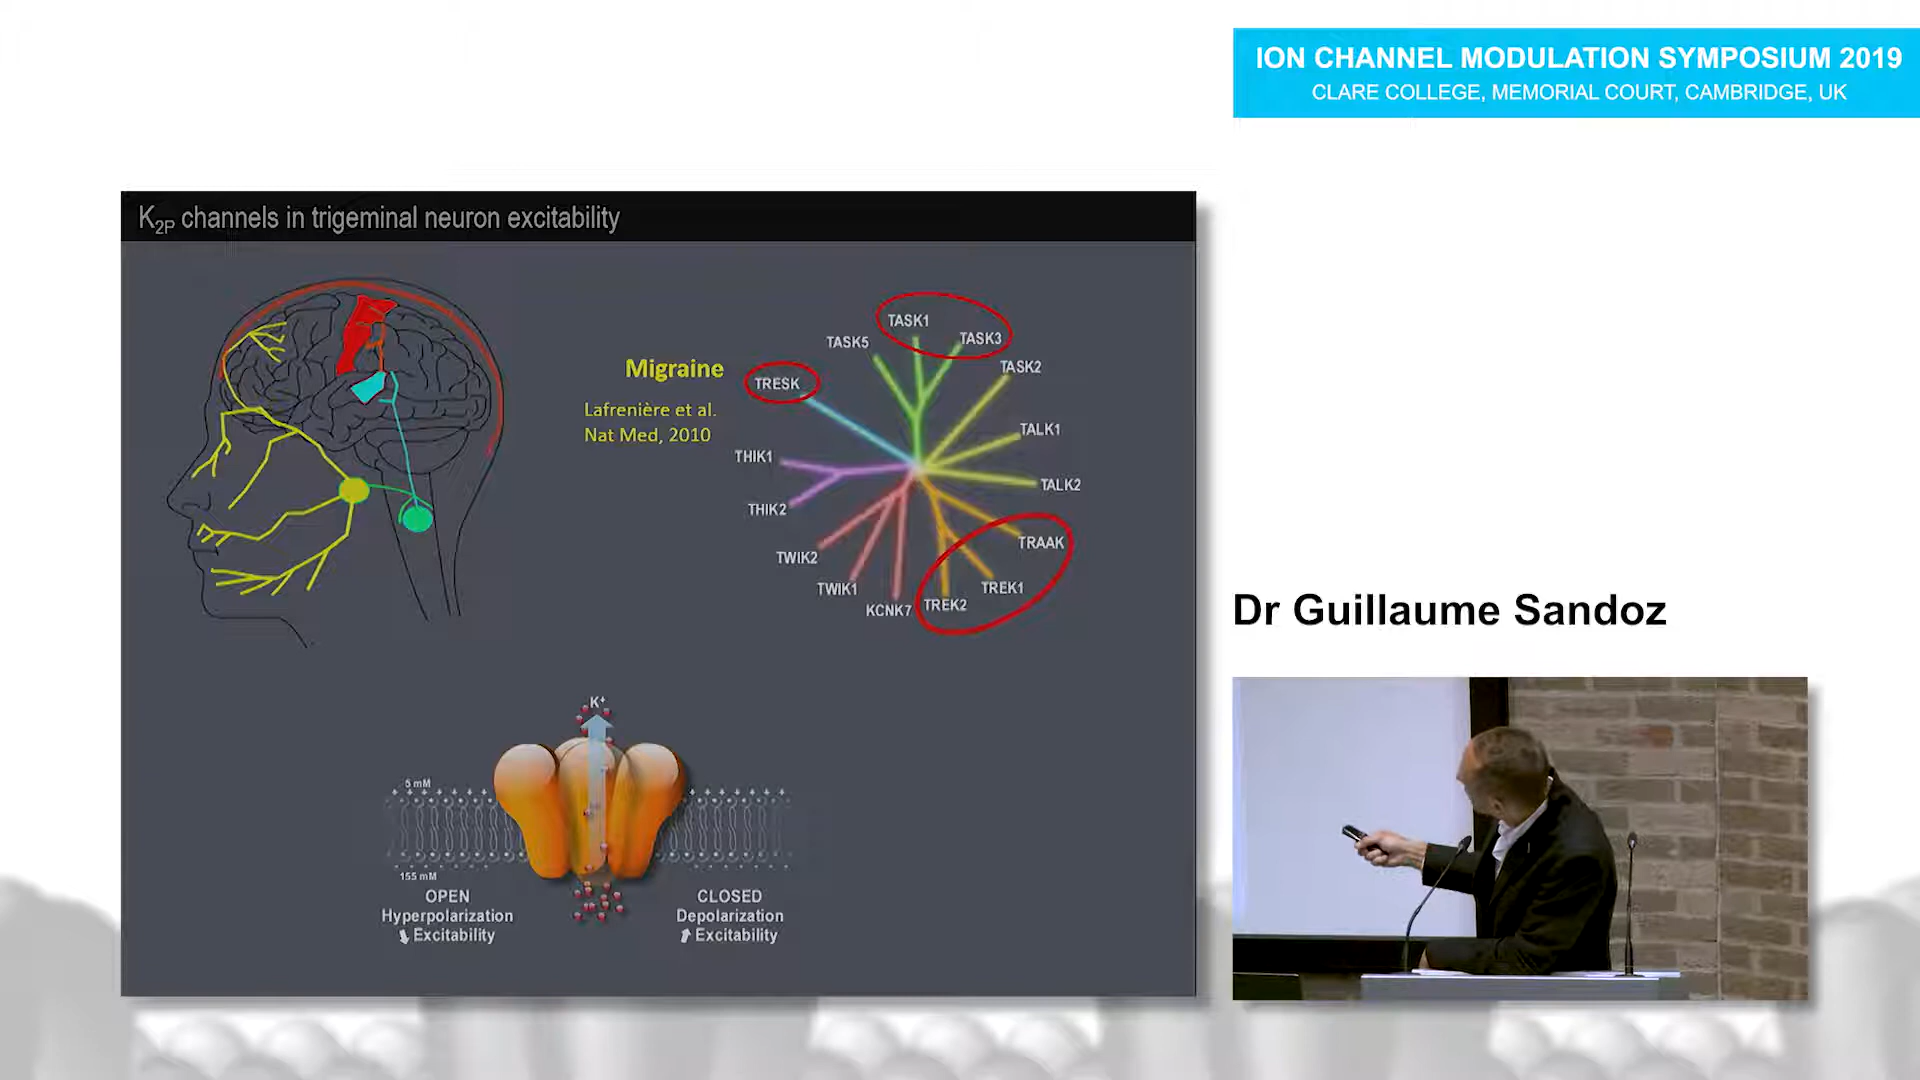 ION CHANNEL MODULATION SYMPOSIUM 2019
CLARE COLLEGE, MEMORIAL COURT, CAMBRIDGE, UK
K2P channels in trigeminal neuron excitability
Migraine
Lafrenière et al.
Nat Med, 2010
TASK1
TASK3
TASK5
TASK2
TRESK
TALK1
THIK1
TALK2
THIK2
TRAAK
TWIK2
TWIK1
TREK1
KCNK7
TREK2
Dr Guillaume Sandoz
K+
5 mM
155 mM
OPEN
Hyperpolarization
Excitability
CLOSED
Depolarization
Excitability